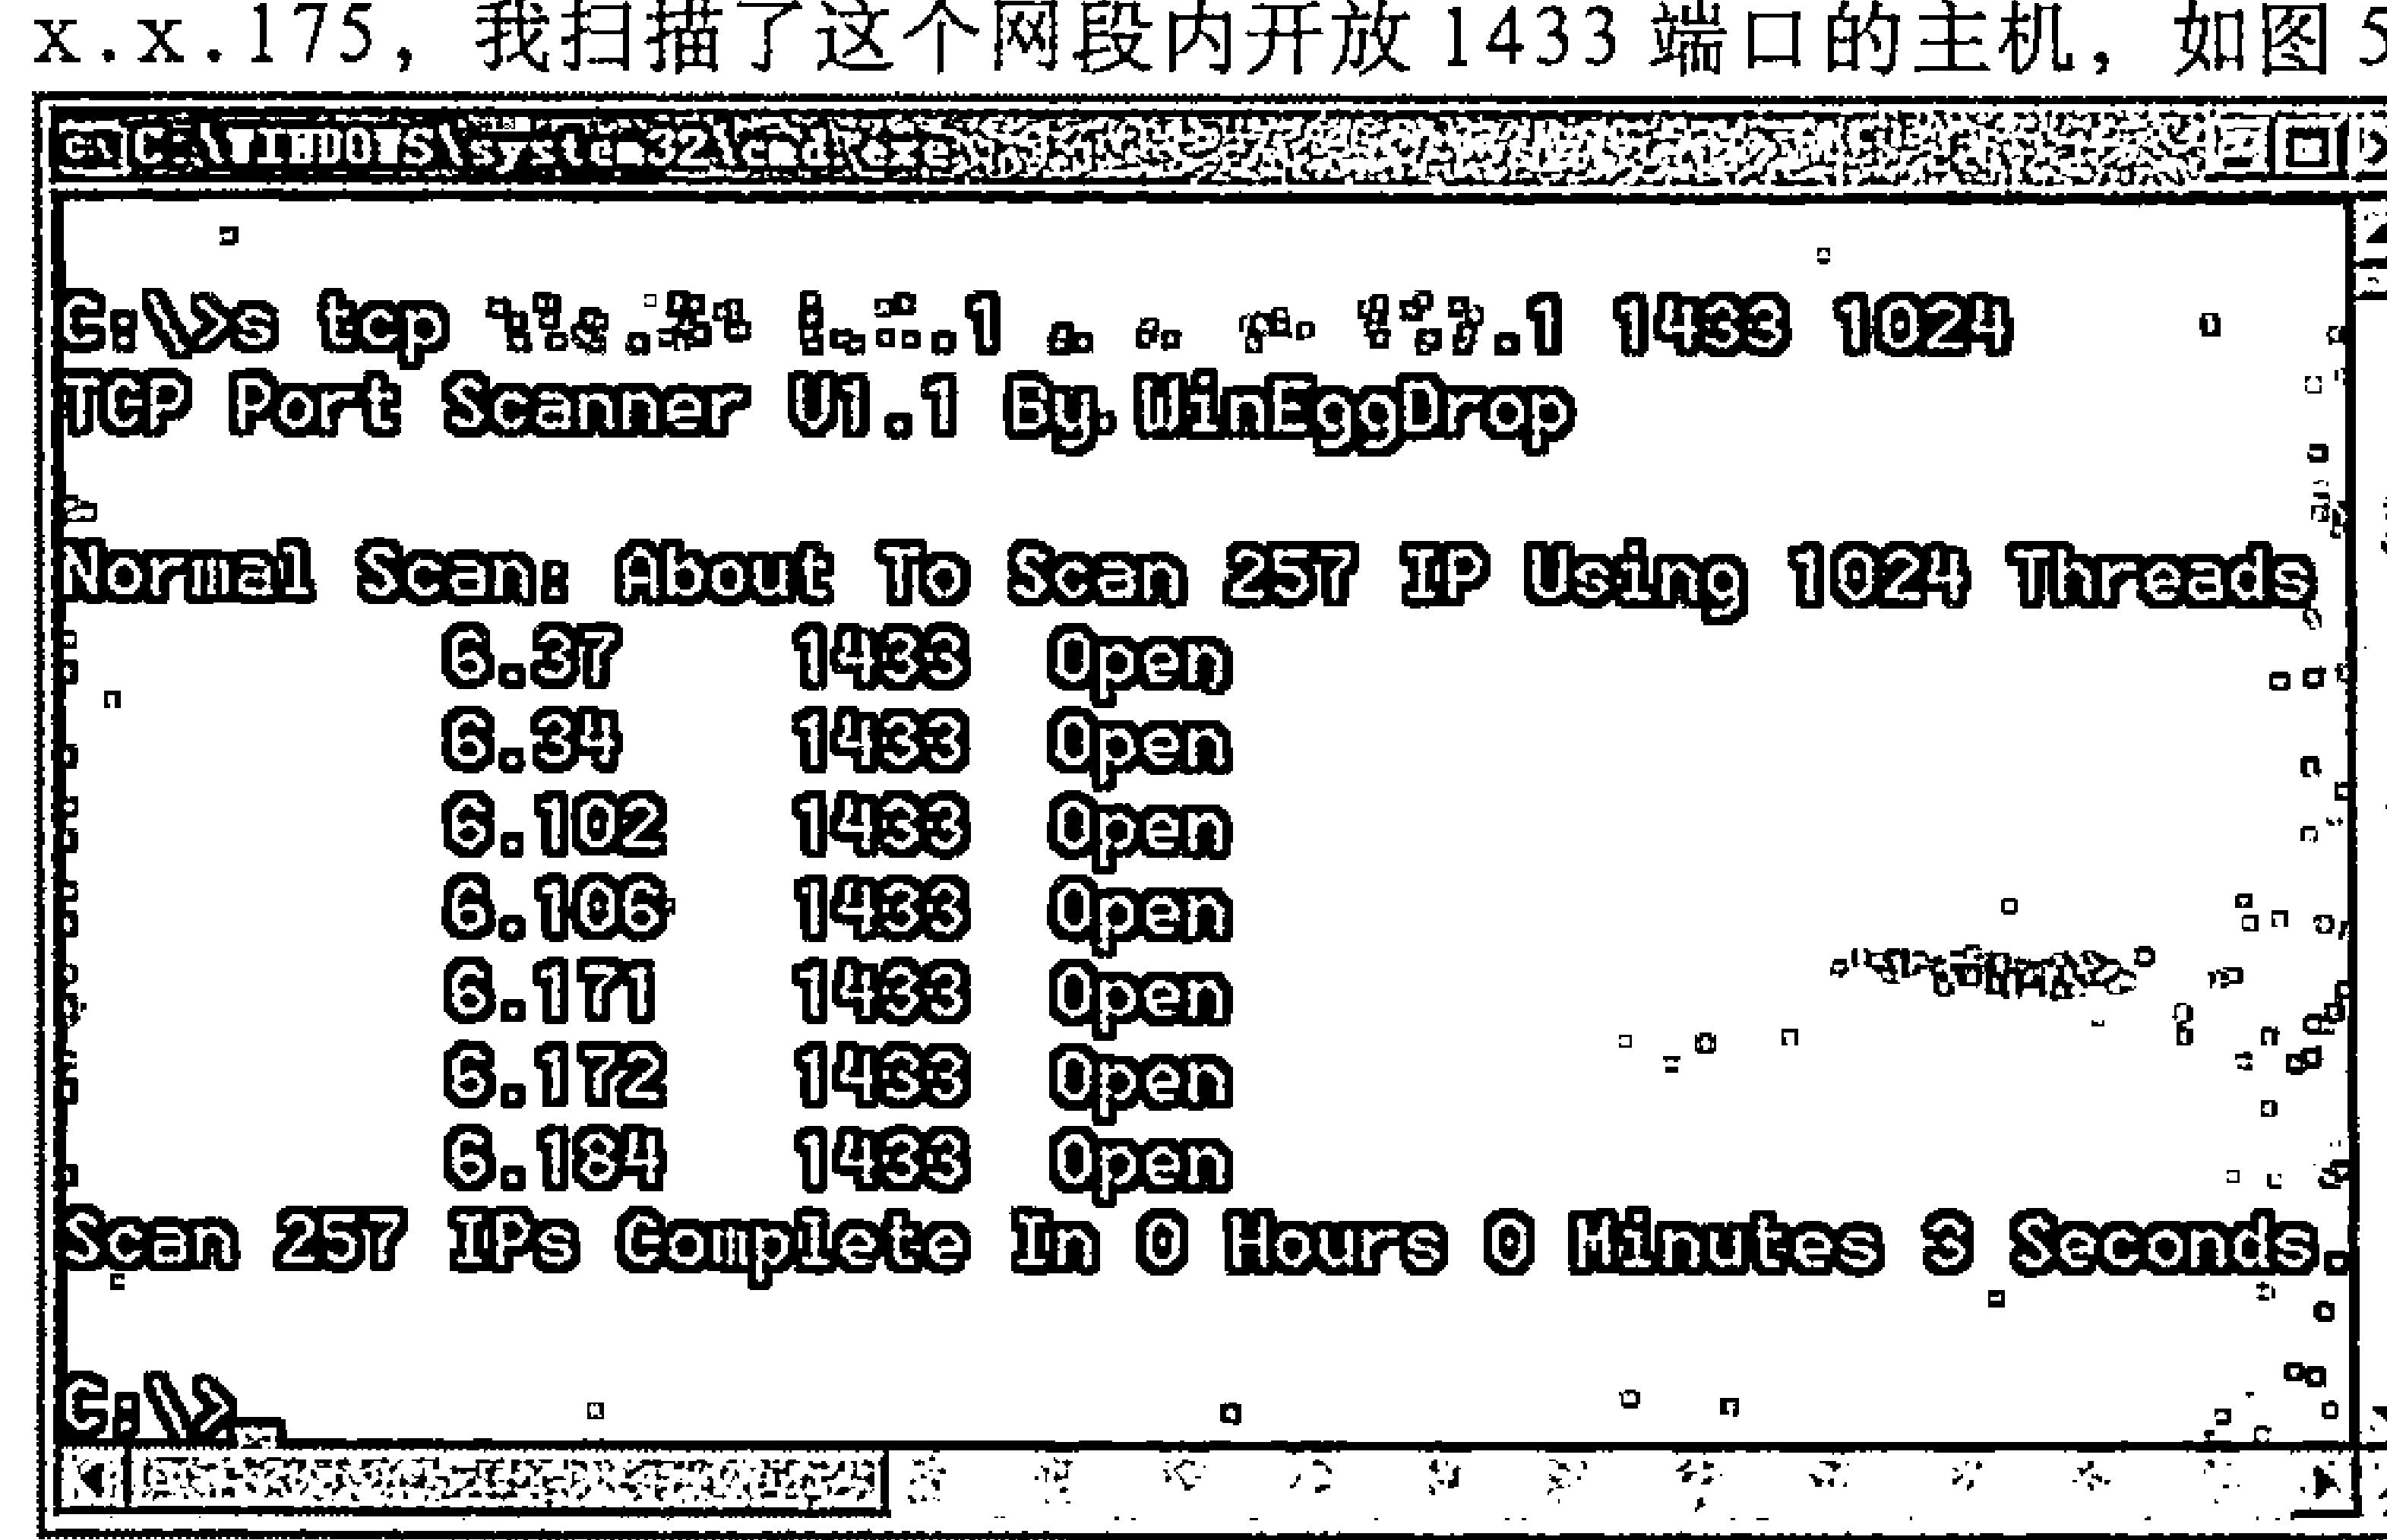 x.x.175，我扫描了这个网段内开放1433端口的主机，如图5
C:\WINDOWS\system32\cmd.exe
C:\>s tcp .1 .1 1433 1024
TCP Port Scanner V1.1 By WinEggDrop
Normal Scan: About To Scan 257 IP Using 1024 Threads
6.37 1433 Open
6.34 1433 Open
6.102 1433 Open
6.106 1433 Open
6.171 1433 Open
6.172 1433 Open
6.184 1433 Open
Scan 257 IPs Complete In 0 Hours 0 Minutes 3 Seconds.
C:\>_